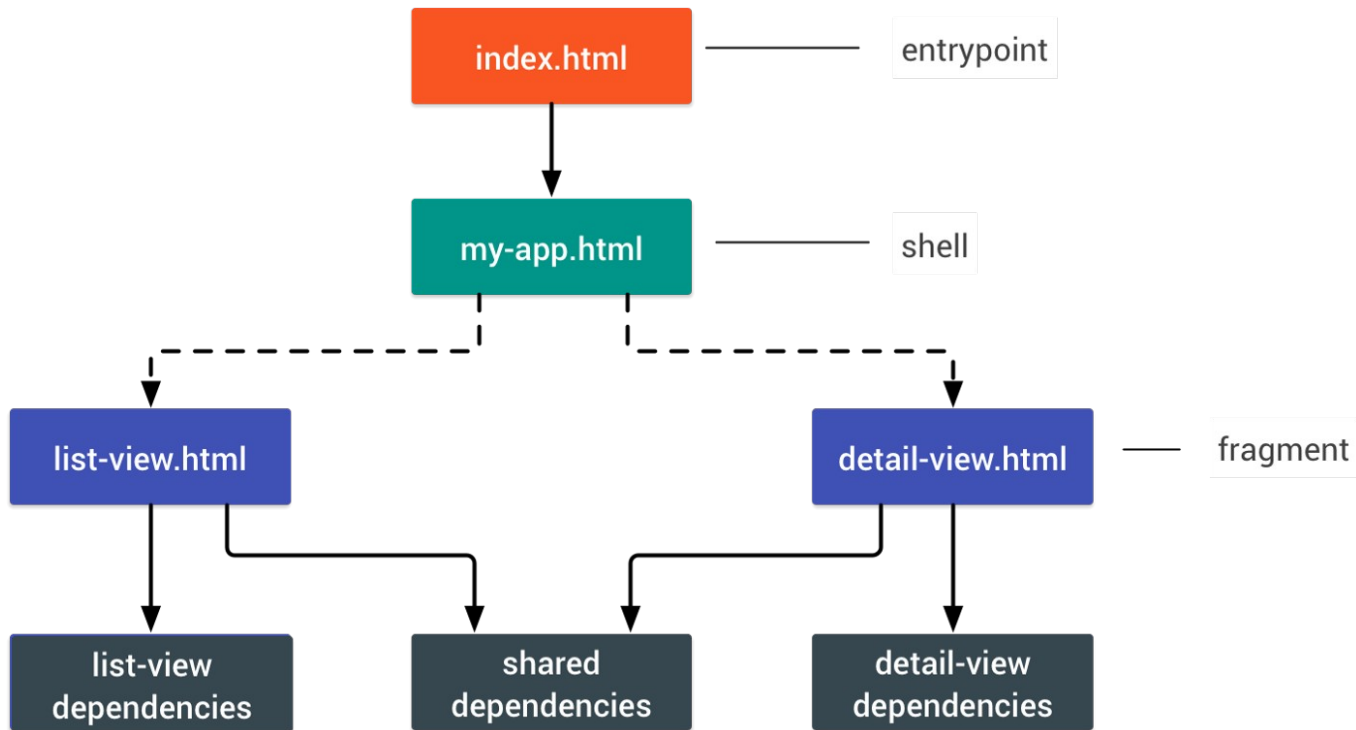 index.html
entrypoint
my-app.html
shell
list-view.html
detail-view.html
fragment
list-view
dependencies
shared
dependencies
detail-view
dependencies